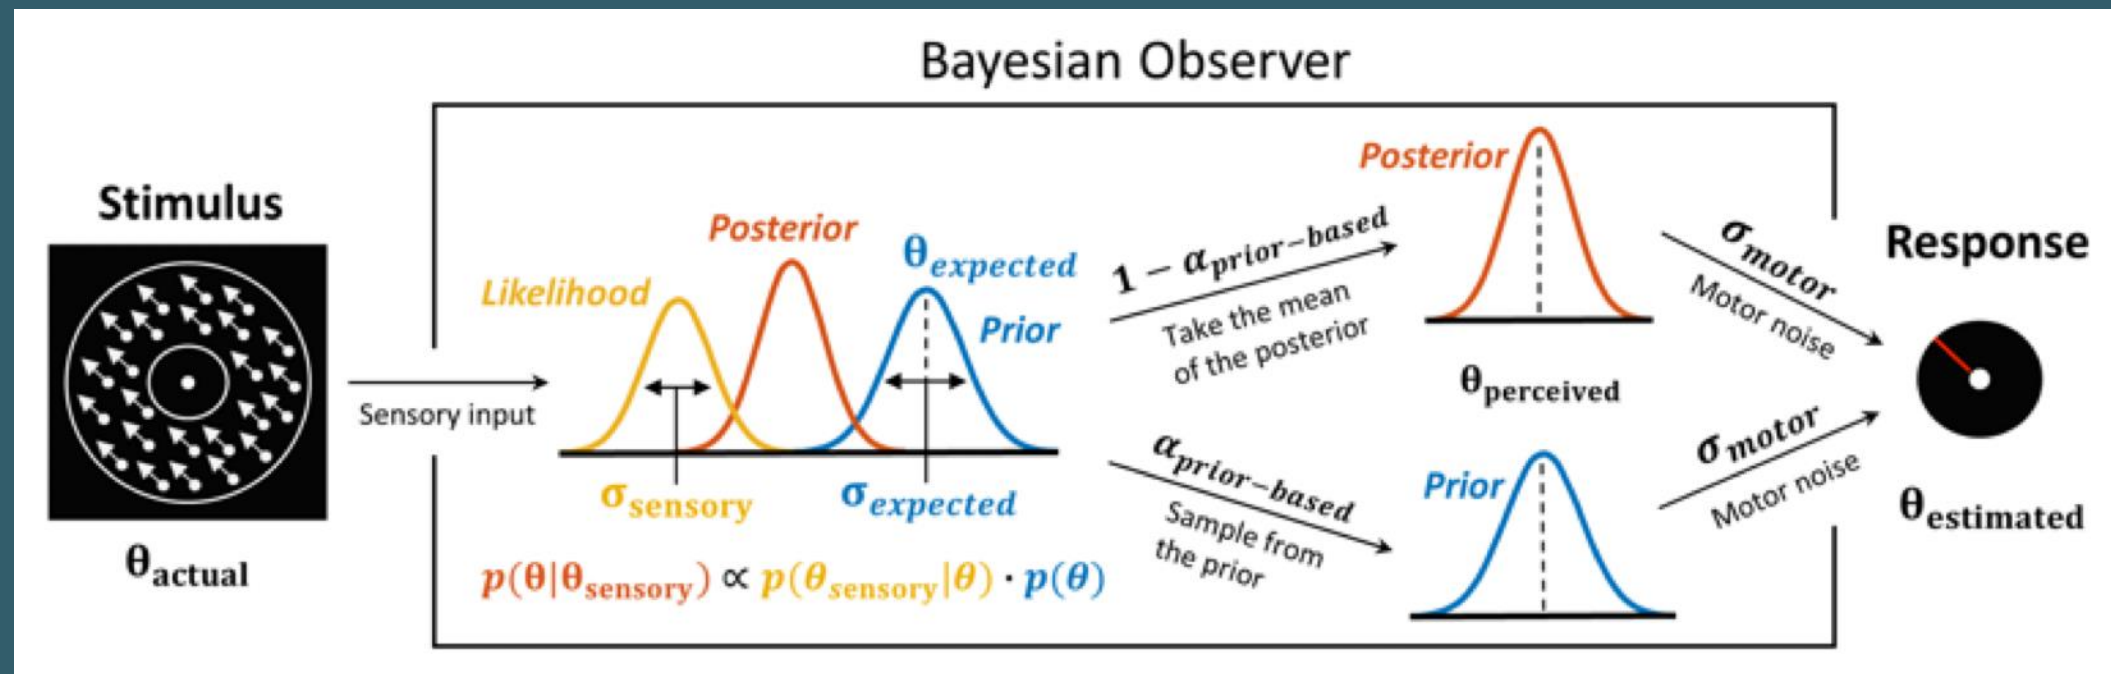 Bayesian Observer
Stimulus
θactual
Sensory input
Likelihood
Posterior
θexpected
Prior
σsensory
σexpected
p(θ|θsensory) ∝ p(θsensory|θ) · p(θ)
1 − αprior−based
Take the mean
of the posterior
αprior−based
Sample from
the prior
Posterior
θperceived
Prior
σmotor
Motor noise
σmotor
Motor noise
Response
θestimated